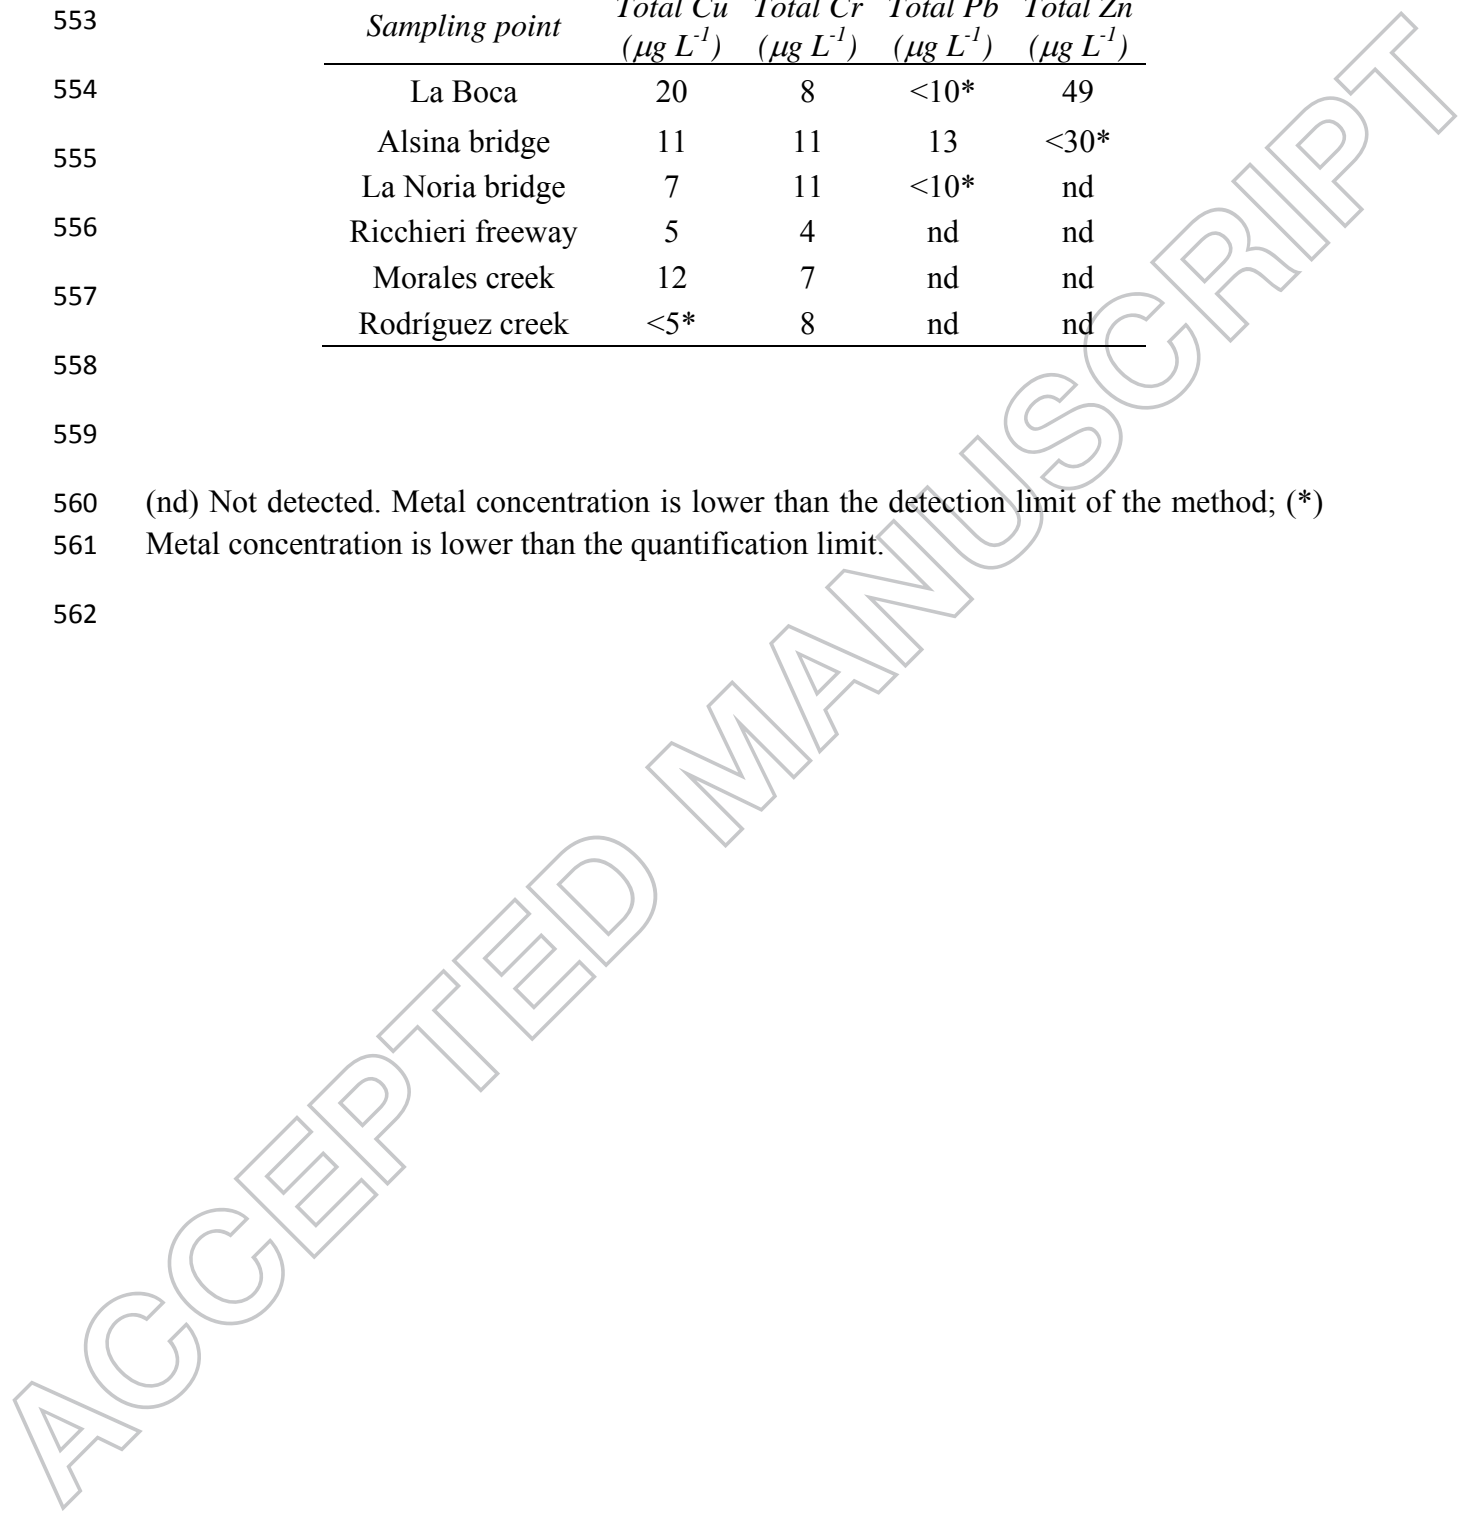 553 Sampling point Total Cu Total Cr Total Pb Total Zn
(µg L-1) (µg L-1) (µg L-1) (µg L-1)
554 La Boca 20 8 <10* 49
555 Alsina bridge 11 11 13 <30*
La Noria bridge 7 11 <10* nd
556 Ricchieri freeway 5 4 nd nd
557 Morales creek 12 7 nd nd
Rodríguez creek <5* 8 nd nd
558
559
560 (nd) Not detected. Metal concentration is lower than the detection limit of the method; (*)
561 Metal concentration is lower than the quantification limit.
562
ACCEPTED MANUSCRIPT